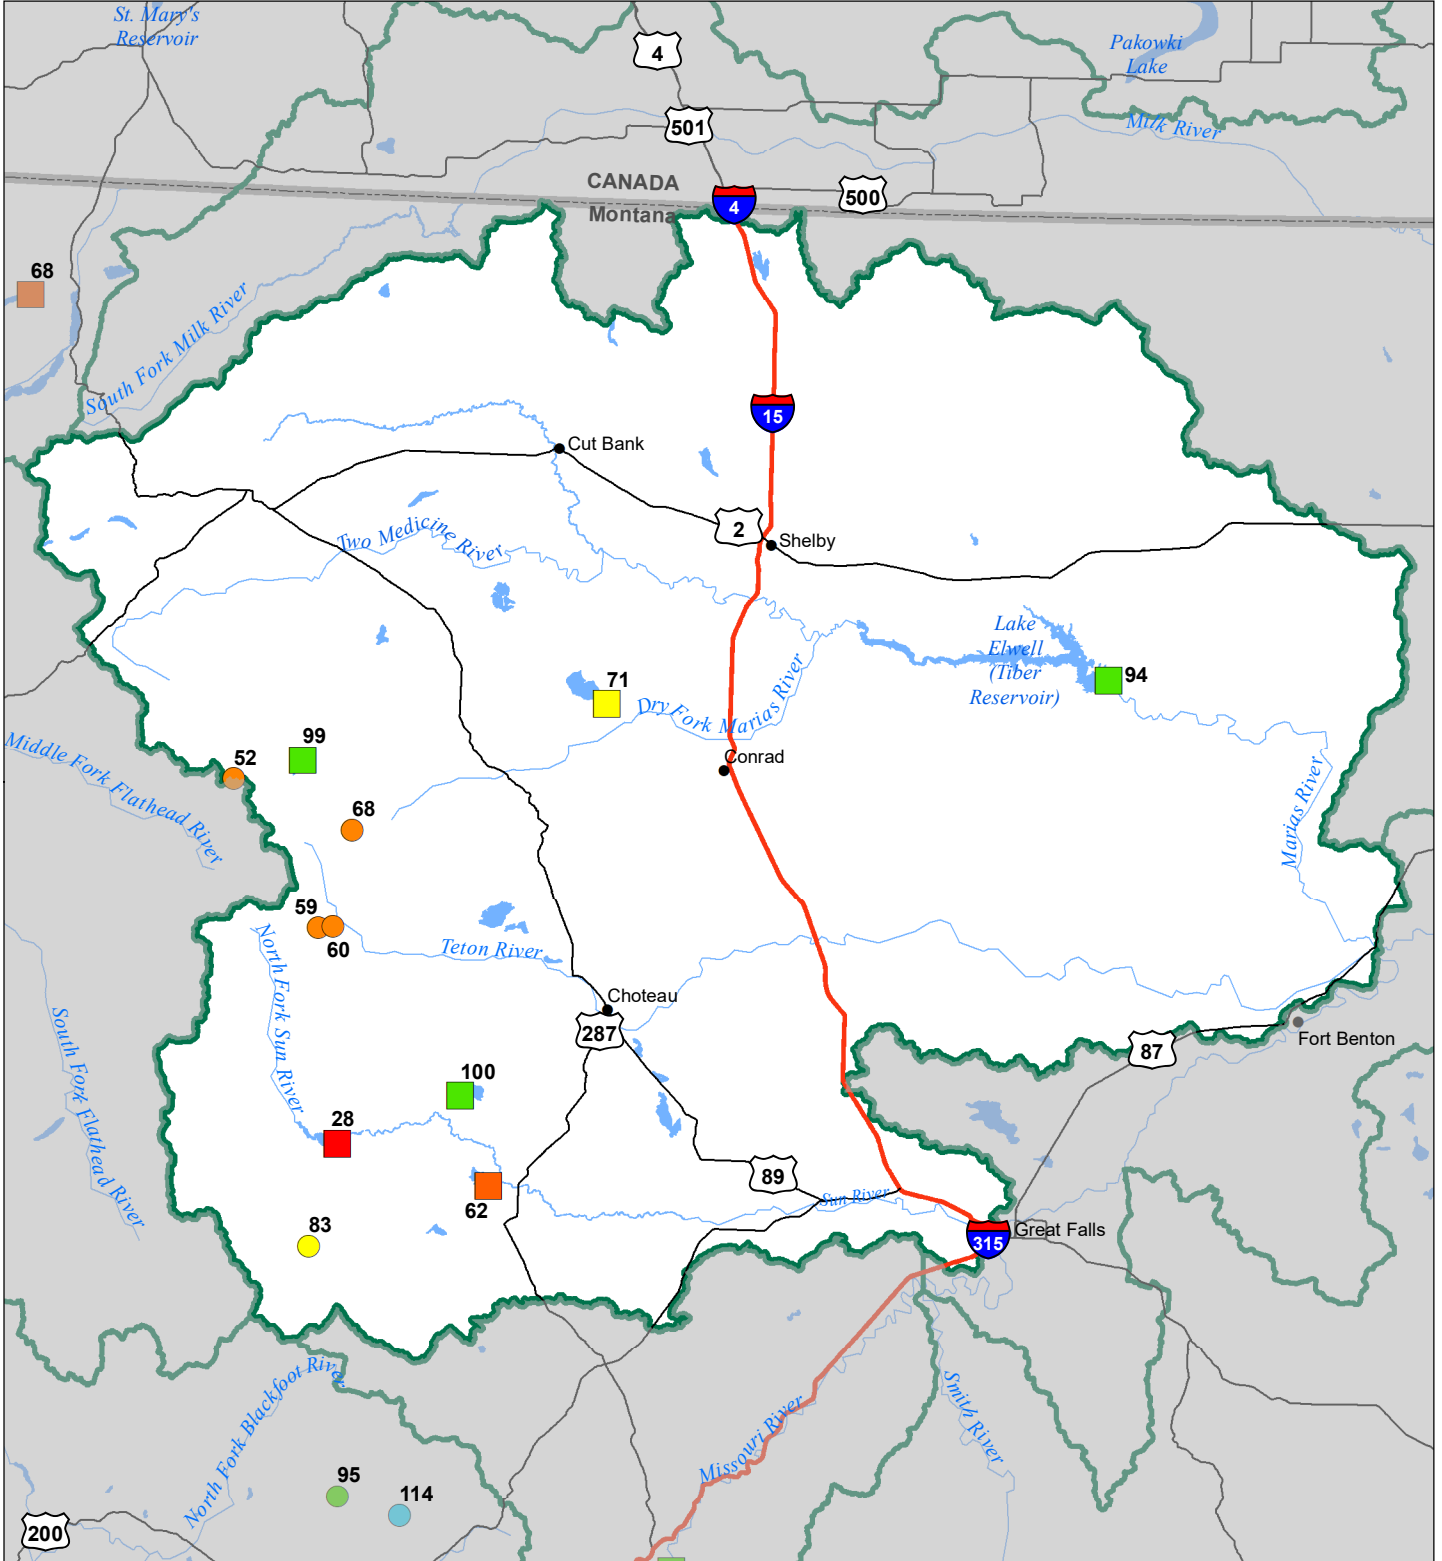 St. Mary's
Reservoir
4
Pakowki
Lake
501
Milk River
CANADA
Montana
4
500
68
South Fork Milk River
15
Cut Bank
2
Shelby
Two Medicine River
Lake
Elwell
(Tiber
Reservoir)
94
71
Dry Fork Marias River
99
52
Conrad
Middle Fork Flathead River
68
Marias River
59
60
North Fork Sun River
Teton River
Choteau
287
Fort Benton
87
South Fork Flathead River
100
28
89
62
Sun River
83
Great Falls
315
North Fork Blackfoot River
Missouri River
Smith River
95
114
200